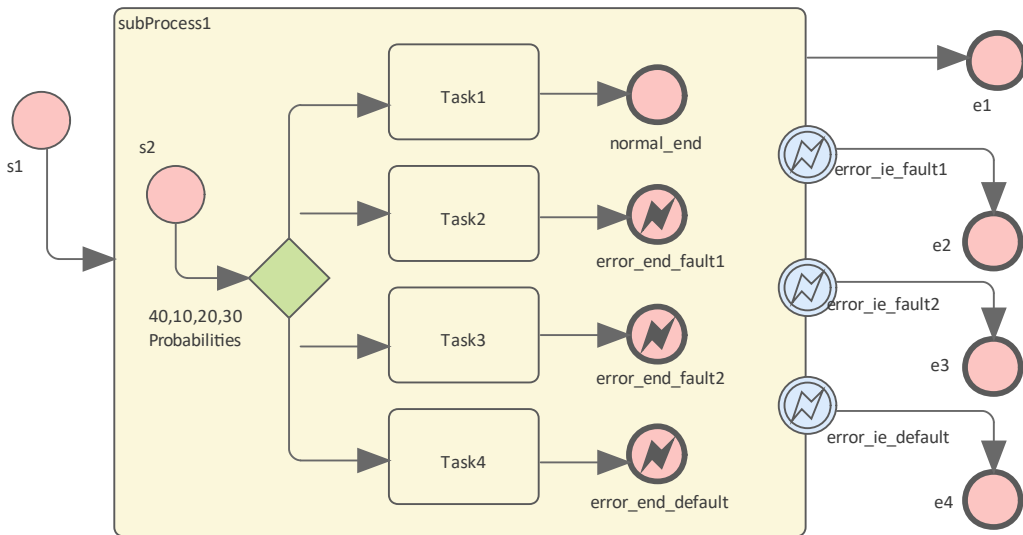 subProcess1
s1
s2
40,10,20,30
Probabilities
Task1
normal_end
Task2
error_end_fault1
Task3
error_end_fault2
Task4
error_end_default
e1
error_ie_fault1
e2
error_ie_fault2
e3
error_ie_default
e4